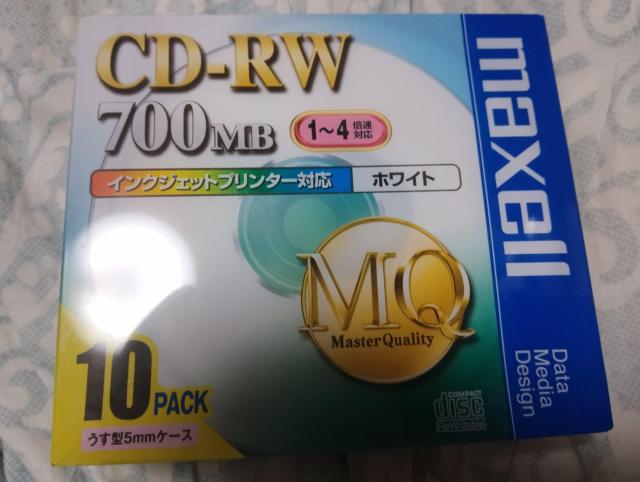 CD-RW
700MB
1～4 倍速対応
インクジェットプリンター対応 ホワイト
MQ
Master Quality
10 PACK
うす型5mmケース
COMPACT
disc
ReWritable
maxell
Data
Media
Design